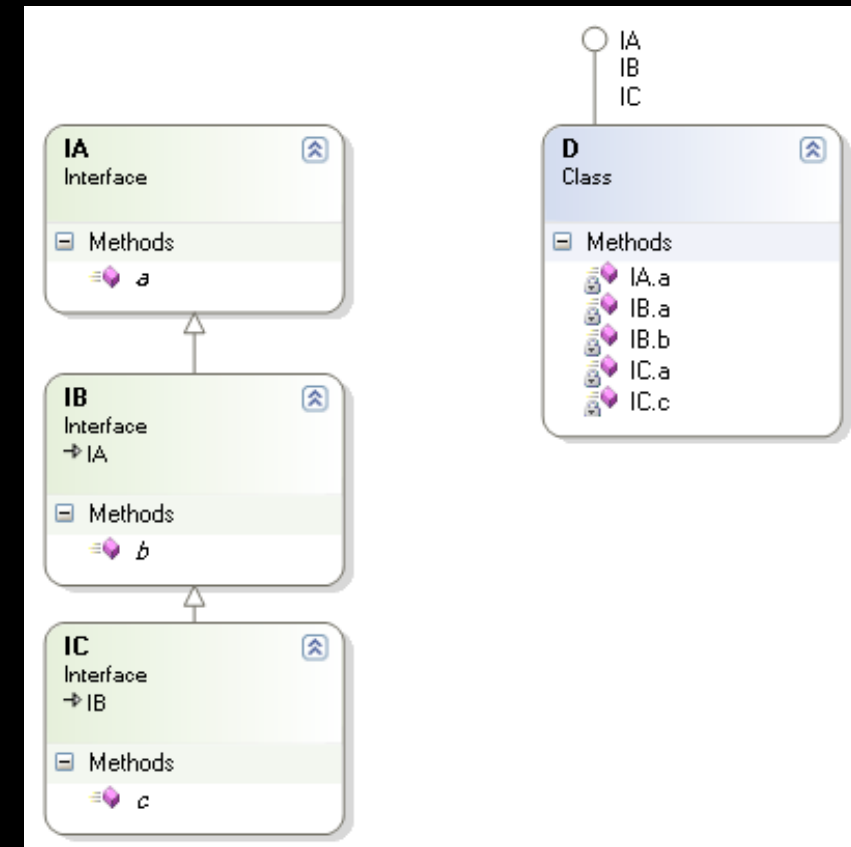 IA
Interface
Methods
a
IB
Interface
IA
Methods
b
IC
Interface
IB
Methods
c
IA
IB
IC
D
Class
Methods
IA.a
IB.a
IB.b
IC.a
IC.c